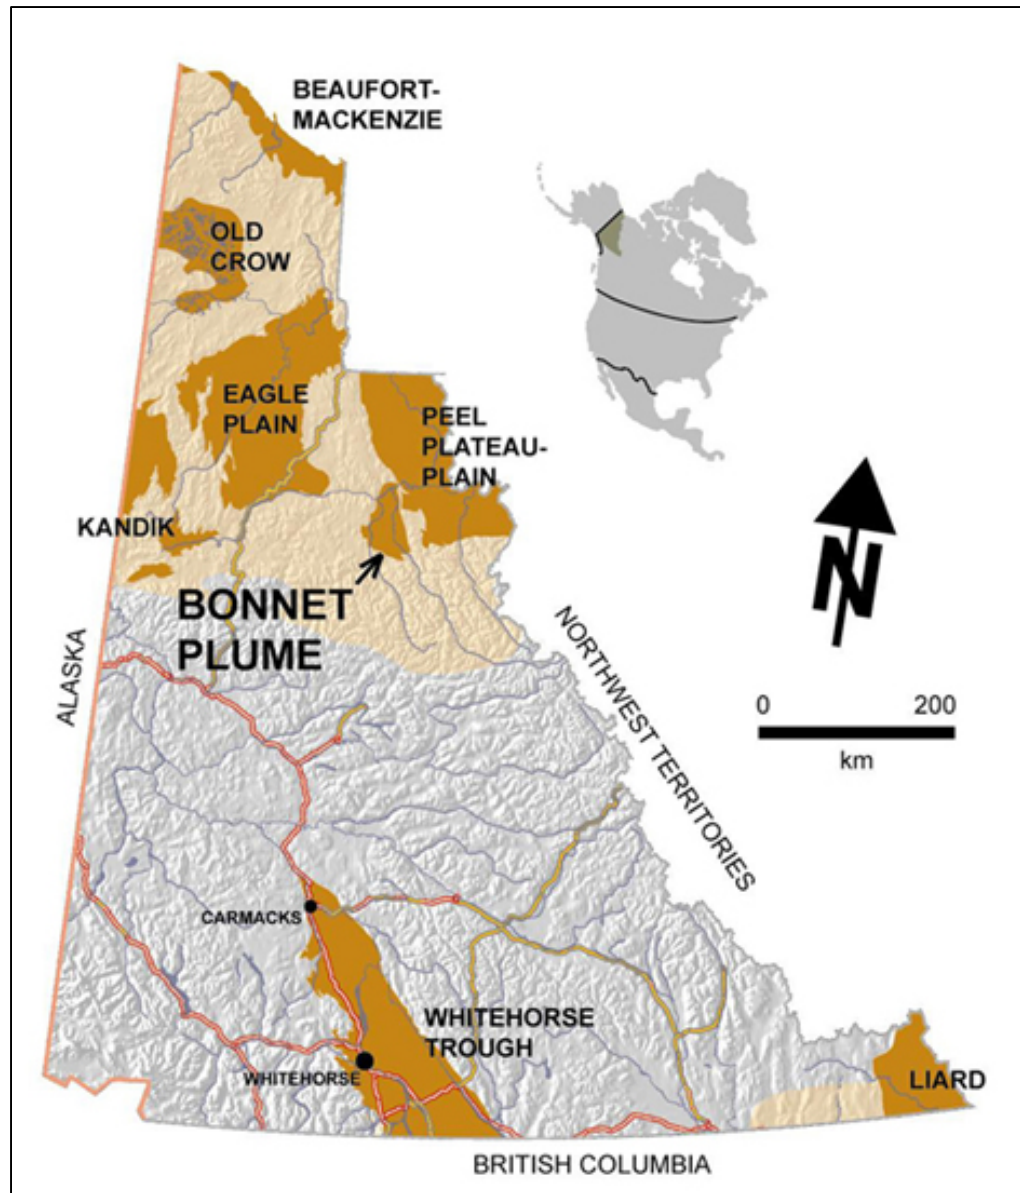 BEAUFORT-
MACKENZIE
OLD
CROW
EAGLE
PLAIN
PEEL
PLATEAU-
PLAIN
KANDIK
BONNET
PLUME
N
ALASKA
NORTHWEST TERRITORIES
0 200
km
CARMACKS
WHITEHORSE
TROUGH
WHITEHORSE
LIARD
BRITISH COLUMBIA